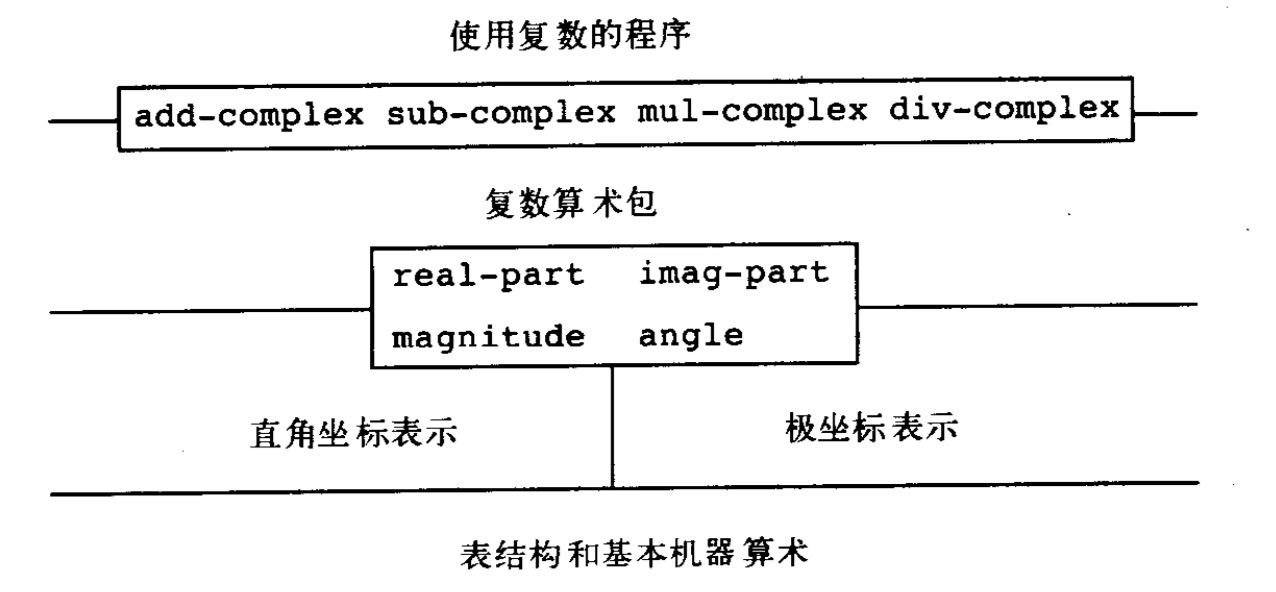 使用复数的程序
add-complex sub-complex mul-complex div-complex
复数算术包
real-part imag-part
magnitude angle
直角坐标表示 极坐标表示
表结构和基本机器算术